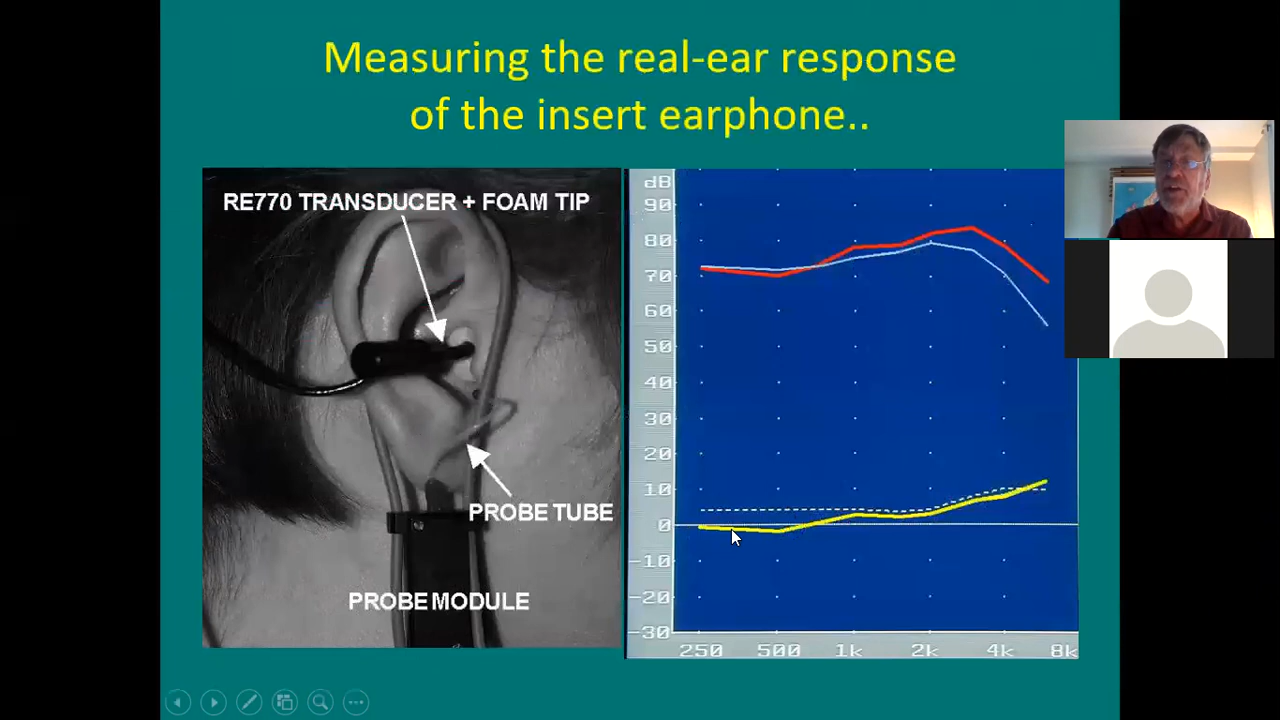 Measuring the real-ear response
of the insert earphone..
RE770 TRANSDUCER + FOAM TIP
PROBE TUBE
PROBE MODULE
dB
90
80
70
60
50
40
30
20
10
0
-10
-20
-30
250 500 1k 2k 4k 8k